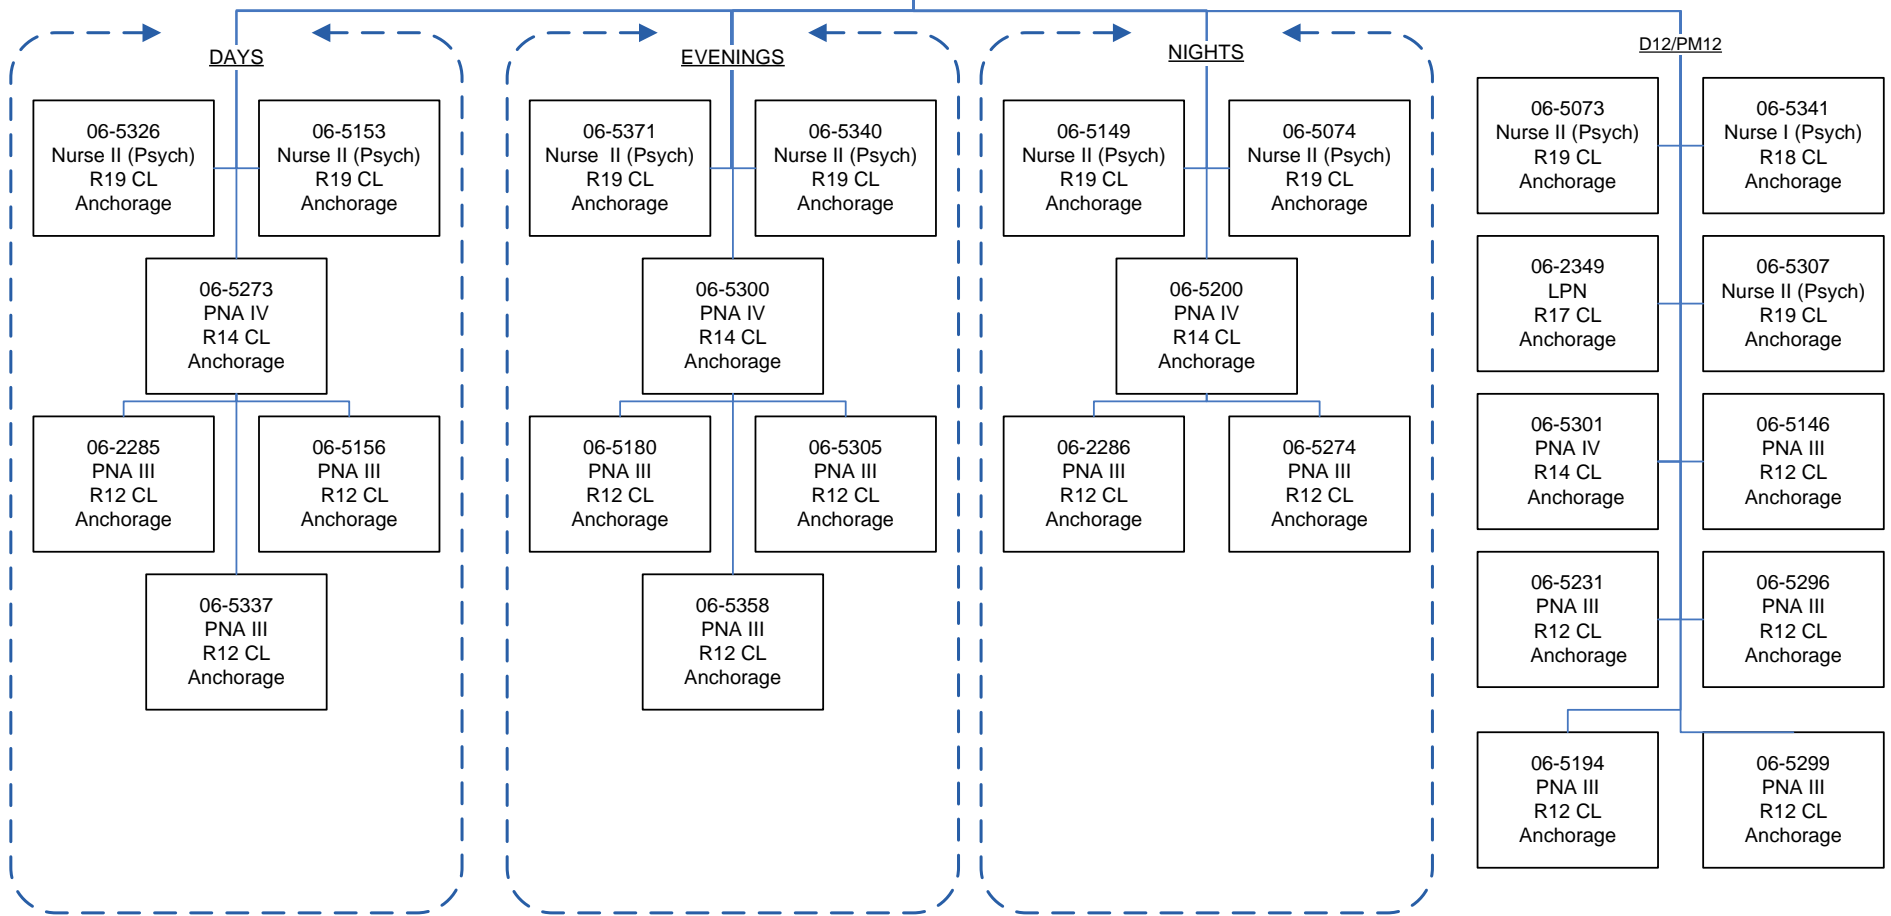 DAYS
06-5326
Nurse II (Psych)
R19 CL
Anchorage
06-5153
Nurse II (Psych)
R19 CL
Anchorage
06-5273
PNA IV
R14 CL
Anchorage
06-2285
PNA III
R12 CL
Anchorage
06-5156
PNA III
R12 CL
Anchorage
06-5337
PNA III
R12 CL
Anchorage
EVENINGS
06-5371
Nurse II (Psych)
R19 CL
Anchorage
06-5340
Nurse II (Psych)
R19 CL
Anchorage
06-5300
PNA IV
R14 CL
Anchorage
06-5180
PNA III
R12 CL
Anchorage
06-5305
PNA III
R12 CL
Anchorage
06-5358
PNA III
R12 CL
Anchorage
NIGHTS
06-5149
Nurse II (Psych)
R19 CL
Anchorage
06-5074
Nurse II (Psych)
R19 CL
Anchorage
06-5200
PNA IV
R14 CL
Anchorage
06-2286
PNA III
R12 CL
Anchorage
06-5274
PNA III
R12 CL
Anchorage
D12/PM12
06-5073
Nurse II (Psych)
R19 CL
Anchorage
06-5341
Nurse I (Psych)
R18 CL
Anchorage
06-2349
LPN
R17 CL
Anchorage
06-5307
Nurse II (Psych)
R19 CL
Anchorage
06-5301
PNA IV
R14 CL
Anchorage
06-5146
PNA III
R12 CL
Anchorage
06-5231
PNA III
R12 CL
Anchorage
06-5296
PNA III
R12 CL
Anchorage
06-5194
PNA III
R12 CL
Anchorage
06-5299
PNA III
R12 CL
Anchorage